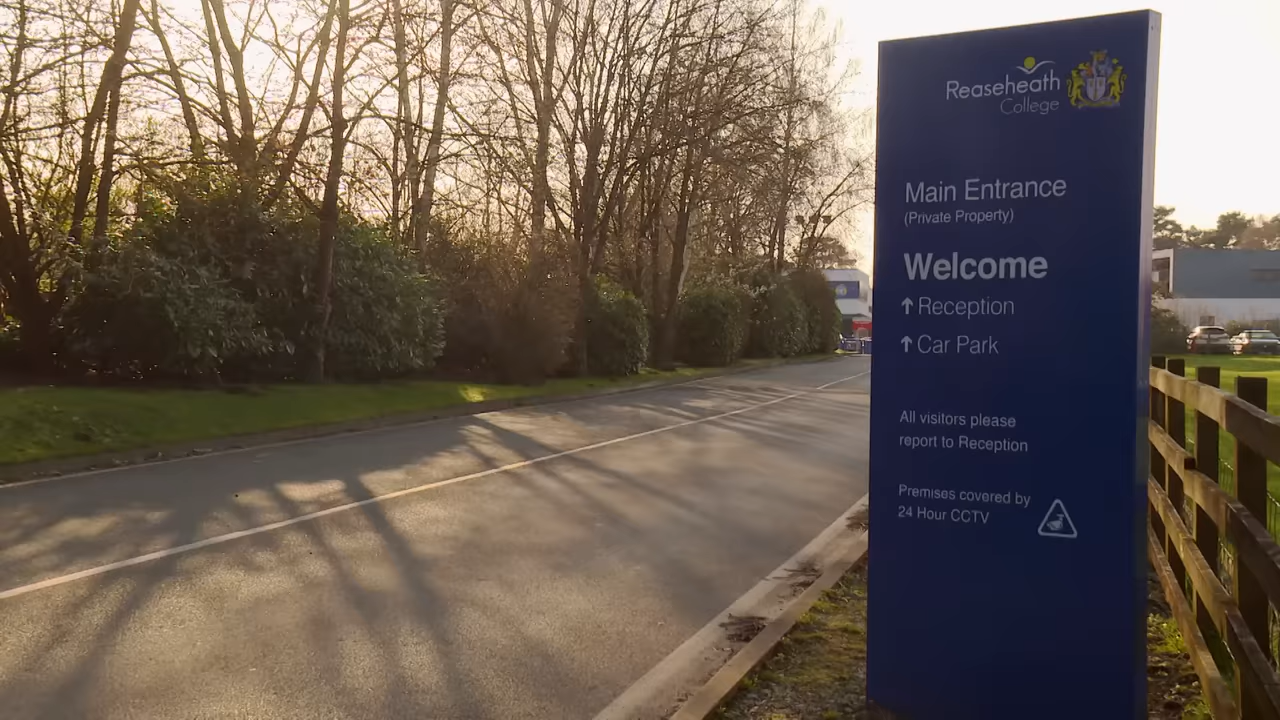 Reaseheath
College
Main Entrance
(Private Property)
Welcome
↑ Reception
↑ Car Park
All visitors please
report to Reception
Premises covered by
24 Hour CCTV